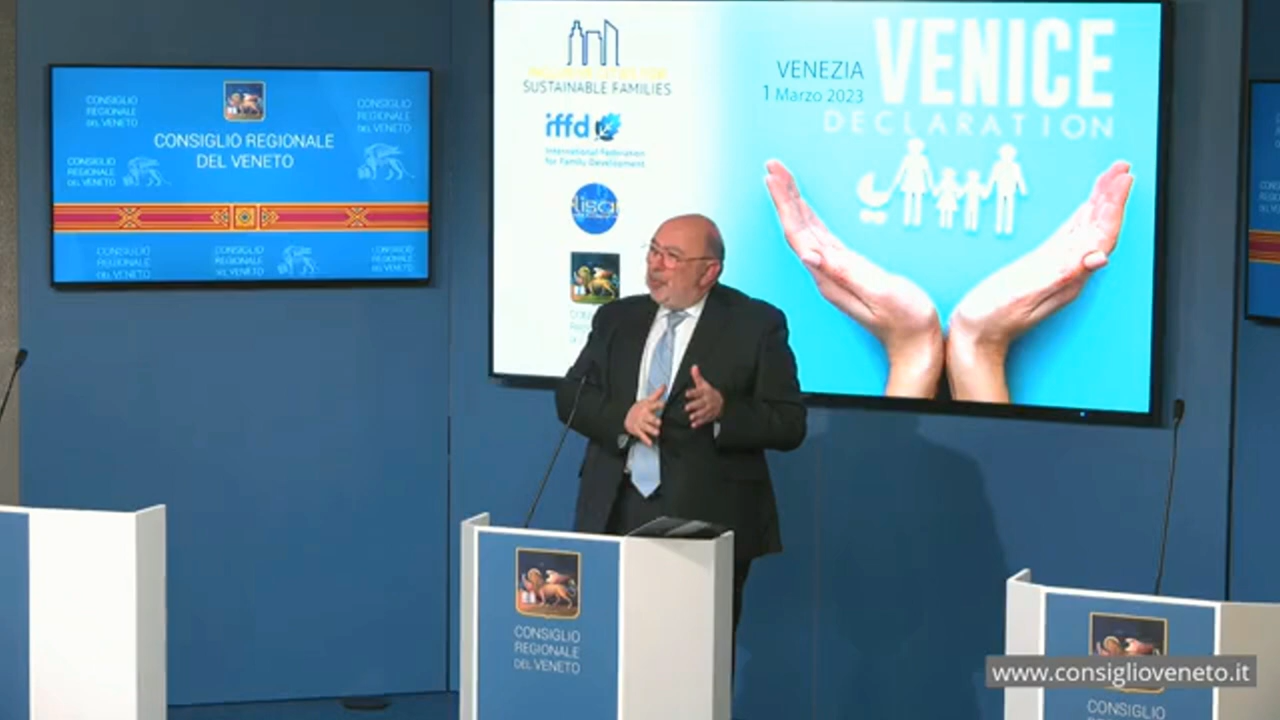 CONSIGLIO
REGIONALE
DEL VENETO
CONSIGLIO REGIONALE
DEL VENETO
CONSIGLIO
REGIONALE
DEL VENETO
CONSIGLIO
REGIONALE
DEL VENETO
CONSIGLIO
REGIONALE
DEL VENETO
CONSIGLIO
REGIONALE
DEL VENETO
CONSIGLIO
REGIONALE
DEL VENETO
SUSTAINABLE FAMILIES
iffd
International Federation
for Family Development
VENEZIA
1 Marzo 2023
VENICE
DECLARATION
CONSIGLIO
REGIONALE
DEL VENETO
www.consiglioveneto.it
CONSIGLIO